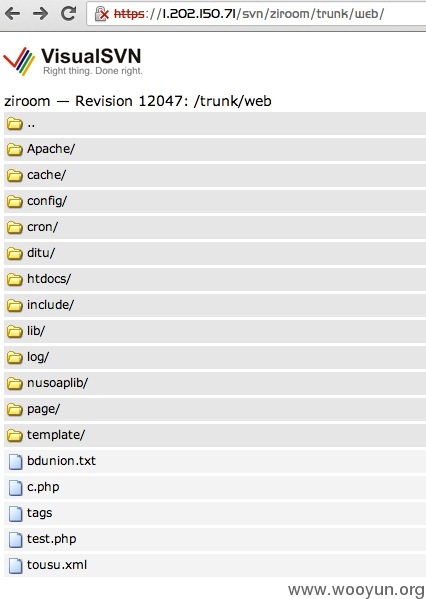 https://1.202.150.71/svn/ziroom/trunk/web/
VisualSVN
Right thing. Done right.
ziroom — Revision 12047: /trunk/web
..
Apache/
cache/
config/
cron/
ditu/
htdocs/
include/
lib/
log/
nusoaplib/
page/
template/
bdunion.txt
c.php
tags
test.php
tousu.xml
www.wooyun.org